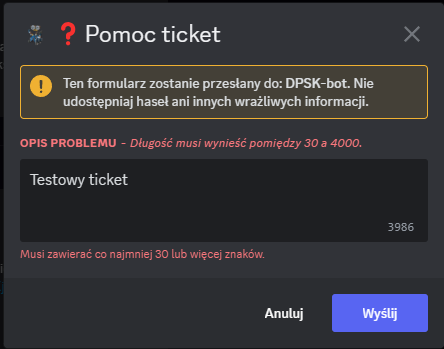 ❓ Pomoc ticket
Ten formularz zostanie przesłany do: DPSK-bot. Nie
udostępniaj haseł ani innych wrażliwych informacji.
OPIS PROBLEMU - Długość musi wynieść pomiędzy 30 a 4000.
Testowy ticket
3986
Musi zawierać co najmniej 30 lub więcej znaków.
Anuluj
Wyślij